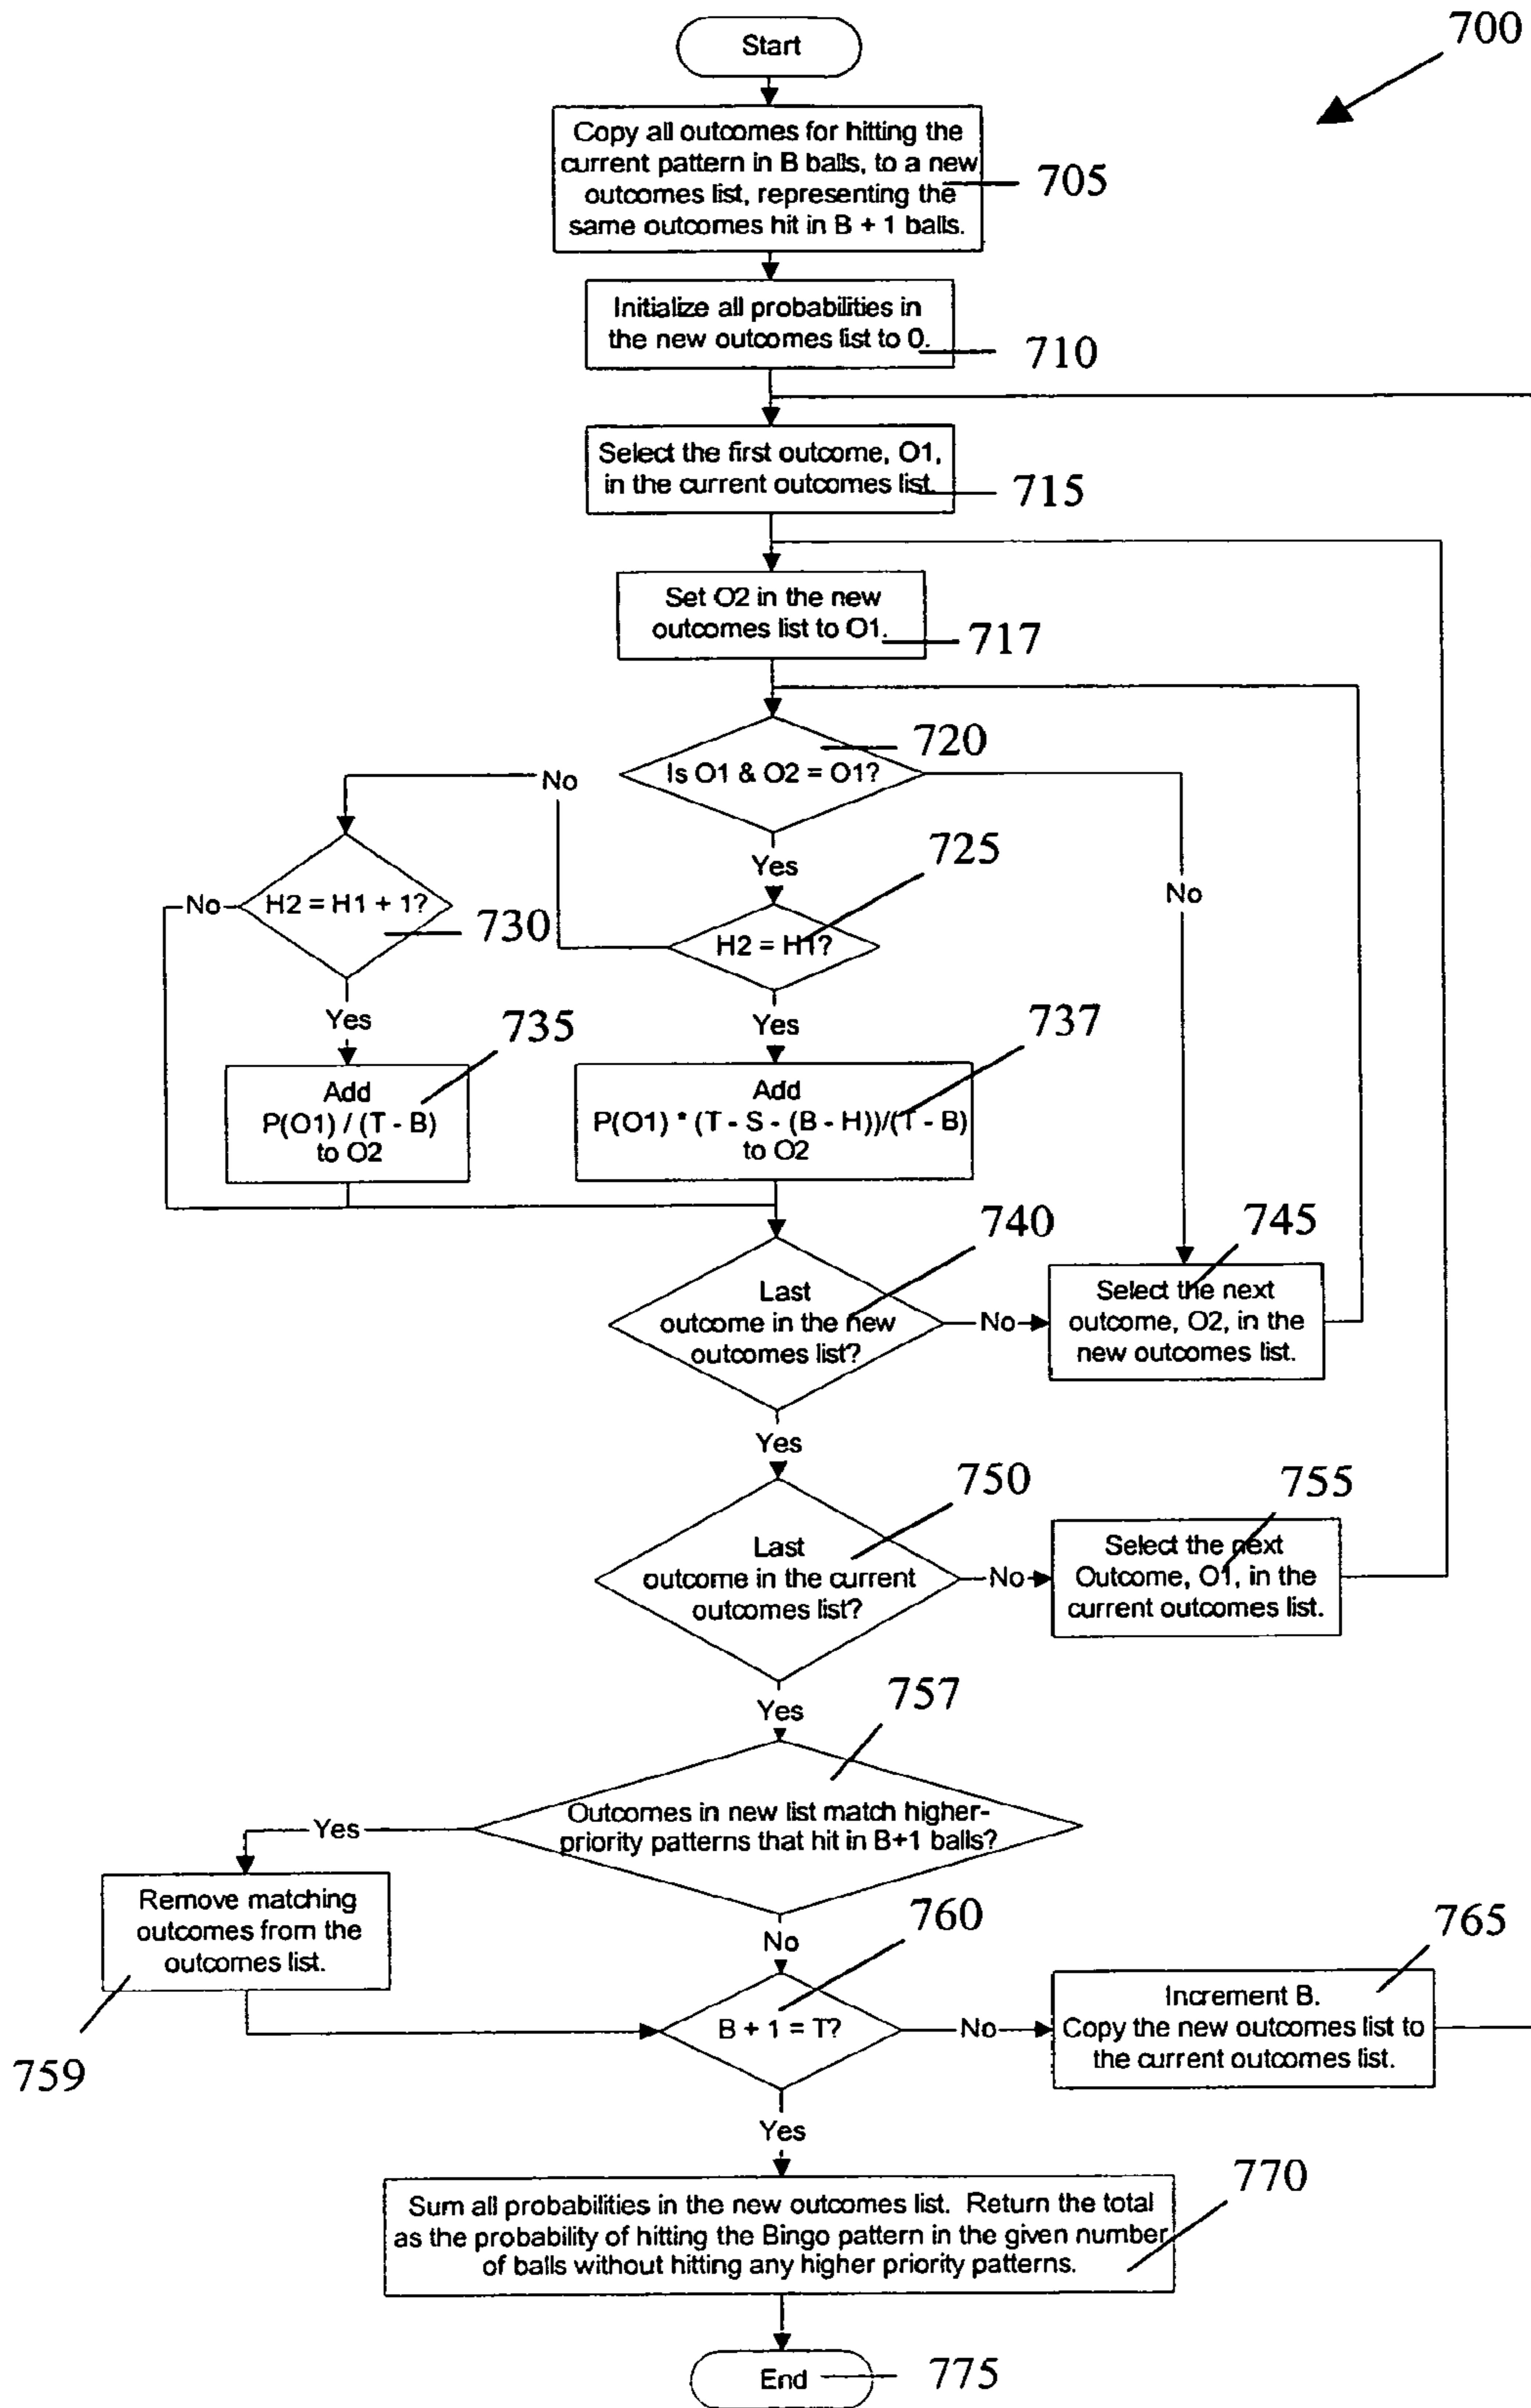 700
Start
Copy all outcomes for hitting the
current pattern in B balls, to a new
outcomes list, representing the
same outcomes hit in B + 1 balls.
705
Initialize all probabilities in
the new outcomes list to 0.
710
Select the first outcome, O1,
in the current outcomes list.
715
Set O2 in the new
outcomes list to O1.
717
720
Is O1 & O2 = O1?
No
Yes
No
725
H2 = H1?
No
H2 = H1 + 1?
730
Yes
735
Yes
737
Add
P(O1) / (T - B)
to O2
Add
P(O1) * (T - S - (B - H))/(T - B)
to O2
740
Last
outcome in the new
outcomes list?
No
745
Select the next
outcome, O2, in the
new outcomes list.
Yes
750
Last
outcome in the current
outcomes list?
No
755
Select the next
Outcome, O1, in the
current outcomes list.
Yes
757
Outcomes in new list match higher-
priority patterns that hit in B+1 balls?
Yes
Remove matching
outcomes from the
outcomes list.
759
No
760
B + 1 = T?
No
765
Increment B.
Copy the new outcomes list to
the current outcomes list.
Yes
770
Sum all probabilities in the new outcomes list. Return the total
as the probability of hitting the Bingo pattern in the given number
of balls without hitting any higher priority patterns.
End
775